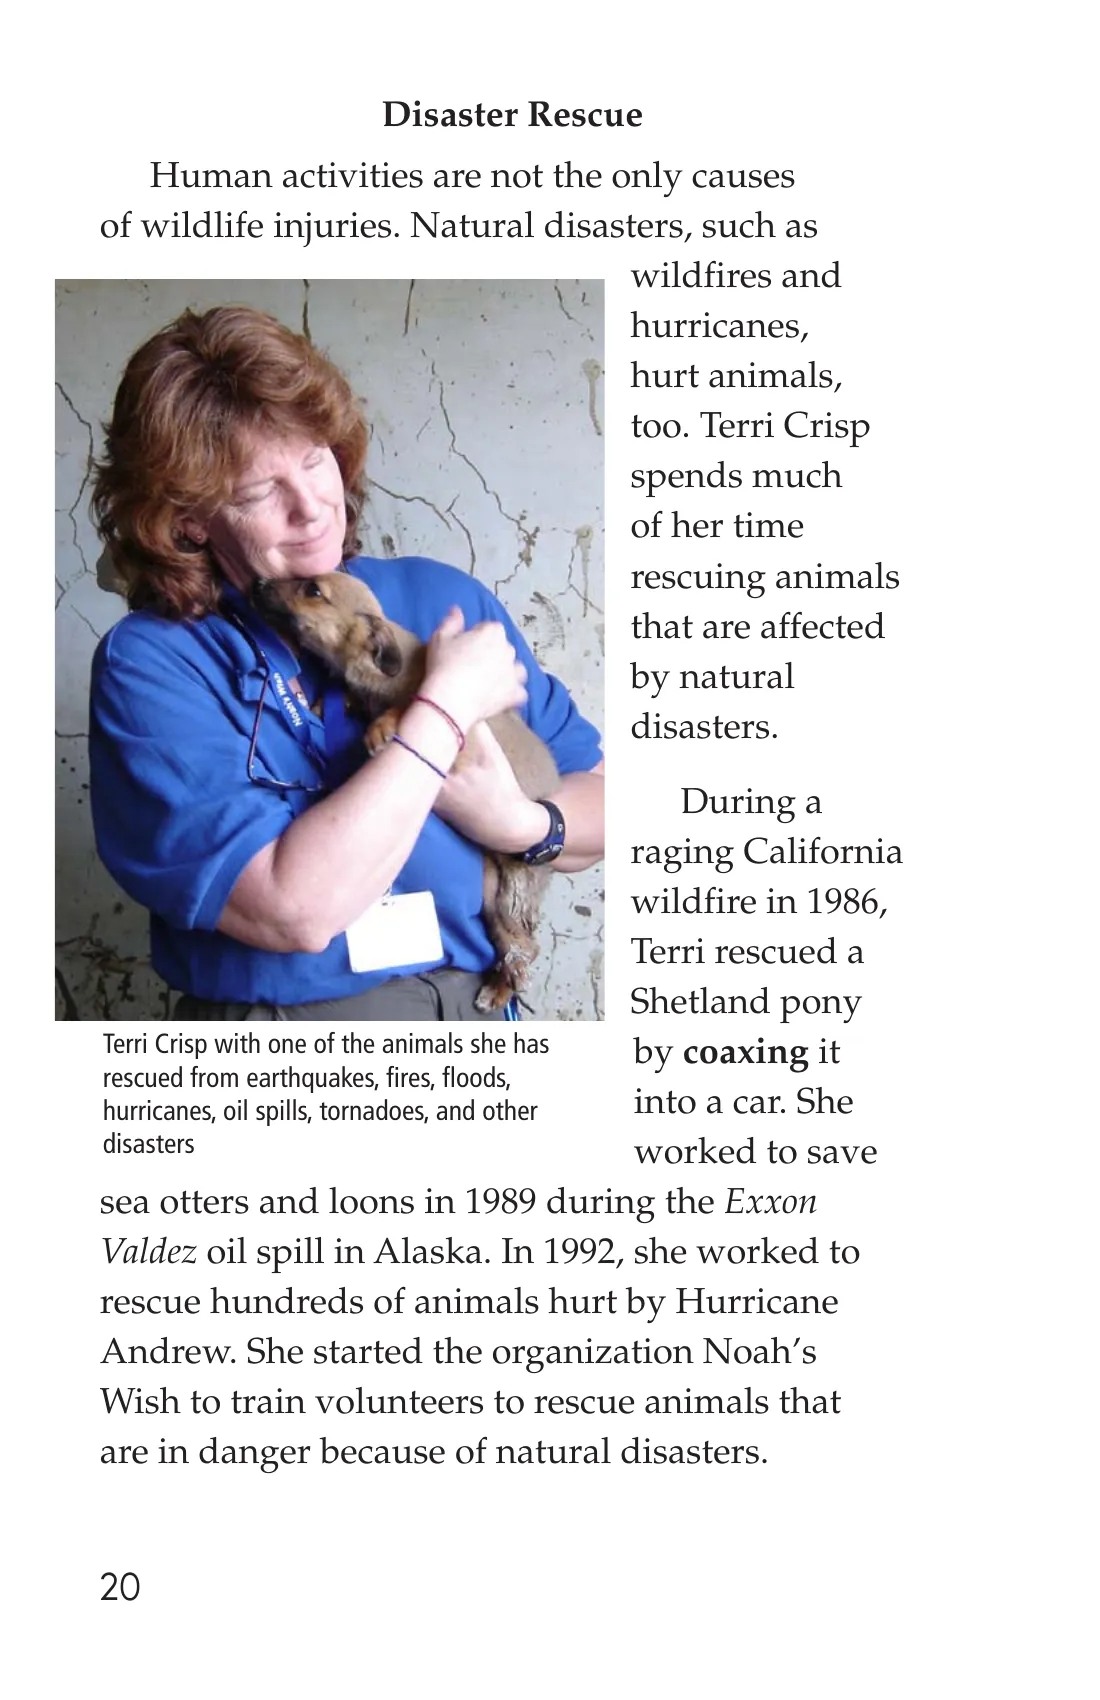 Disaster Rescue
Human activities are not the only causes
of wildlife injuries. Natural disasters, such as
wildfires and
hurricanes,
hurt animals,
too. Terri Crisp
spends much
of her time
rescuing animals
that are affected
by natural
disasters.
During a
raging California
wildfire in 1986,
Terri rescued a
Shetland pony
by coaxing it
into a car. She
worked to save
sea otters and loons in 1989 during the Exxon
Valdez oil spill in Alaska. In 1992, she worked to
rescue hundreds of animals hurt by Hurricane
Andrew. She started the organization Noah’s
Wish to train volunteers to rescue animals that
are in danger because of natural disasters.
Noah's Wish
Terri Crisp with one of the animals she has
rescued from earthquakes, fires, floods,
hurricanes, oil spills, tornadoes, and other
disasters
20